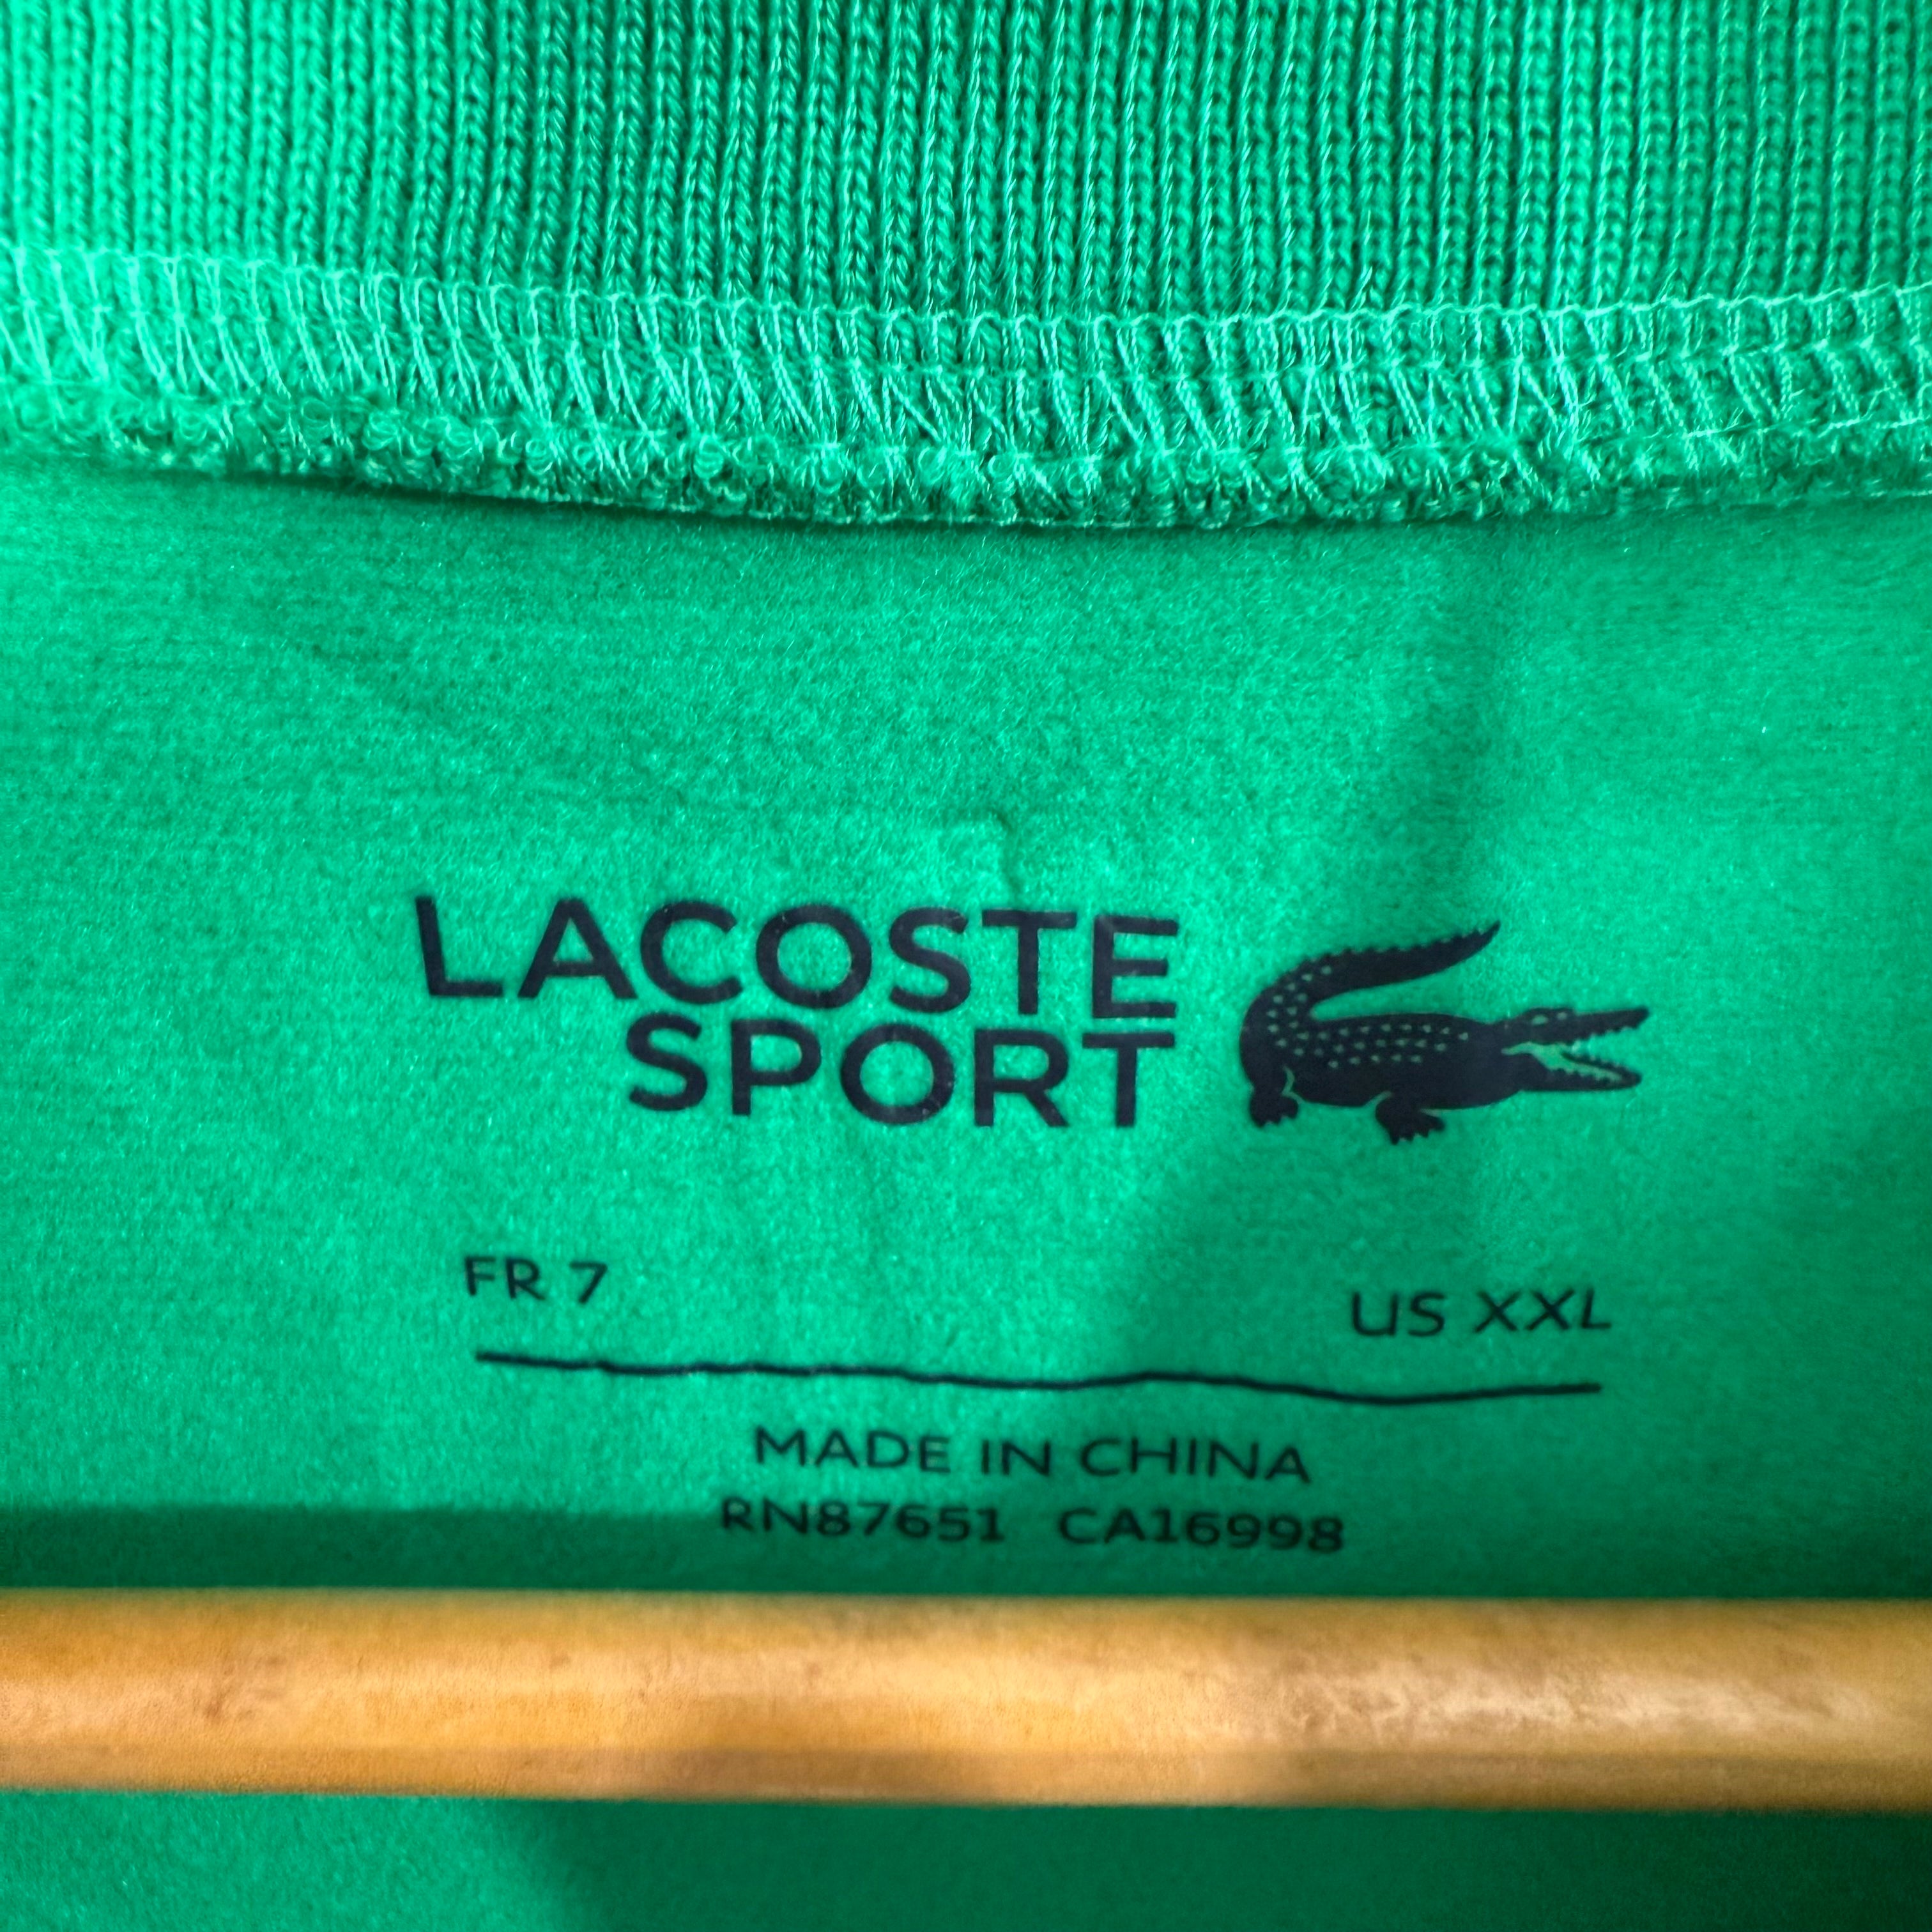 LACOSTE
SPORT
FR 7 US XXL
MADE IN CHINA
RN87651 CA16998